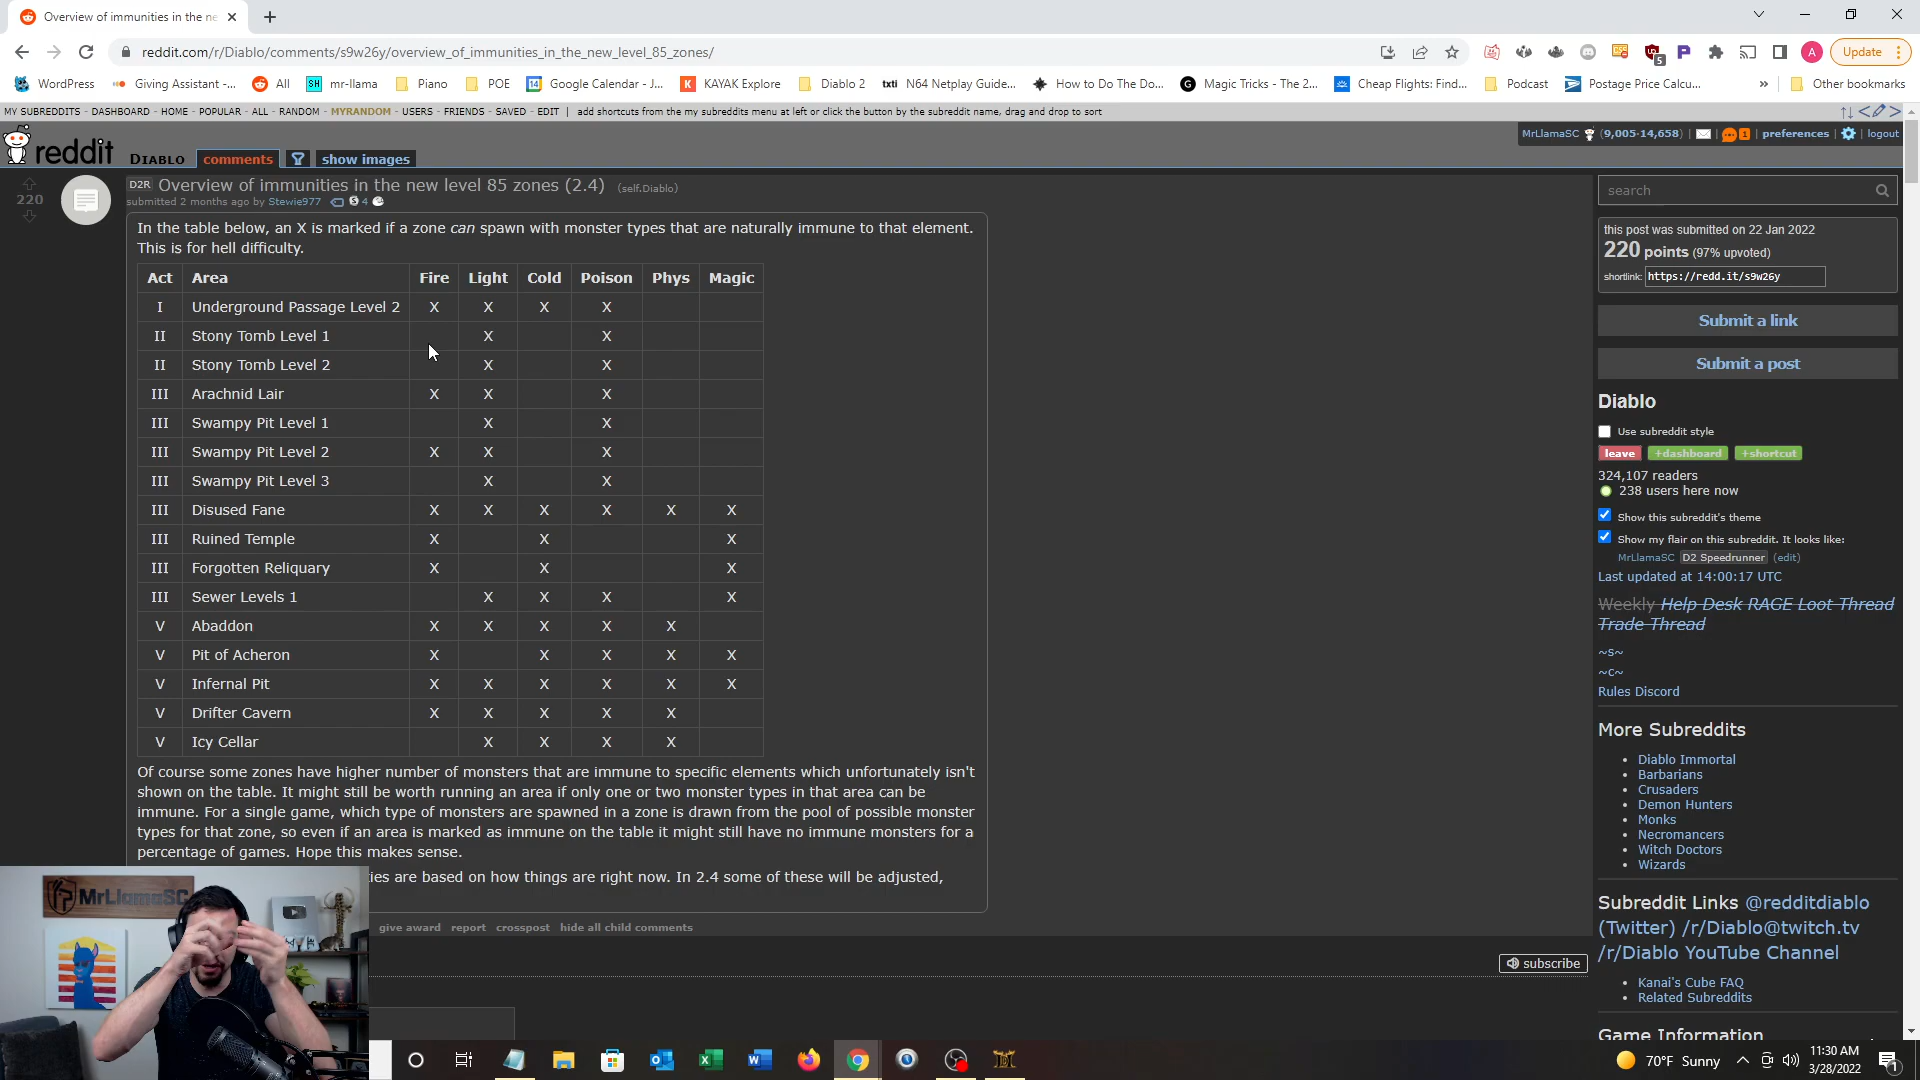 Overview of immunities in the ne
reddit.com/r/Diablo/comments/s9w26y/overview_of_immunities_in_the_new_level_85_zones/
5
A
Update
WordPress
Giving Assistant -...
All
SH mr-llama
Piano
POE
14 Google Calendar - J...
K KAYAK Explore
Diablo 2
txti N64 Netplay Guide...
How to Do The Do...
G Magic Tricks - The 2...
Cheap Flights: Find...
Podcast
Postage Price Calcu...
»
Other bookmarks
MY SUBREDDITS - DASHBOARD - HOME - POPULAR - ALL - RANDOM - MYRANDOM - USERS - FRIENDS - SAVED - EDIT | add shortcuts from the my subreddits menu at left or click the button by the subreddit name, drag and drop to sort
reddit DIABLO comments show images
MrLlamaSC (9,005·14,658) | 1 | preferences | logout
220
D2R Overview of immunities in the new level 85 zones (2.4) (self.Diablo)
submitted 2 months ago by Stewie977 S 4
In the table below, an X is marked if a zone can spawn with monster types that are naturally immune to that element.
This is for hell difficulty.
Act Area Fire Light Cold Poison Phys Magic
I Underground Passage Level 2 X X X X
II Stony Tomb Level 1 X X
II Stony Tomb Level 2 X X
III Arachnid Lair X X X
III Swampy Pit Level 1 X X
III Swampy Pit Level 2 X X X
III Swampy Pit Level 3 X X
III Disused Fane X X X X X X
III Ruined Temple X X X
III Forgotten Reliquary X X X
III Sewer Levels 1 X X X X
V Abaddon X X X X X
V Pit of Acheron X X X X X
V Infernal Pit X X X X X X
V Drifter Cavern X X X X X
V Icy Cellar X X X X
Of course some zones have higher number of monsters that are immune to specific elements which unfortunately isn't
shown on the table. It might still be worth running an area if only one or two monster types in that area can be
immune. For a single game, which type of monsters are spawned in a zone is drawn from the pool of possible monster
types for that zone, so even if an area is marked as immune on the table it might still have no immune monsters for a
percentage of games. Hope this makes sense.
ies are based on how things are right now. In 2.4 some of these will be adjusted,
give award report crosspost hide all child comments
subscribe
search
this post was submitted on 22 Jan 2022
220 points (97% upvoted)
shortlink: https://redd.it/s9w26y
Submit a link
Submit a post
Diablo
Use subreddit style
leave +dashboard +shortcut
324,107 readers
238 users here now
Show this subreddit's theme
Show my flair on this subreddit. It looks like:
MrLlamaSC D2 Speedrunner (edit)
Last updated at 14:00:17 UTC
Weekly Help Desk RAGE Loot Thread
Trade Thread
~s~
~c~
Rules Discord
More Subreddits
Diablo Immortal
Barbarians
Crusaders
Demon Hunters
Monks
Necromancers
Witch Doctors
Wizards
Subreddit Links @redditdiablo
(Twitter) /r/Diablo@twitch.tv
/r/Diablo YouTube Channel
Kanai's Cube FAQ
Related Subreddits
Game Information
MrLlamaSC
70°F Sunny
11:30 AM
3/28/2022
1